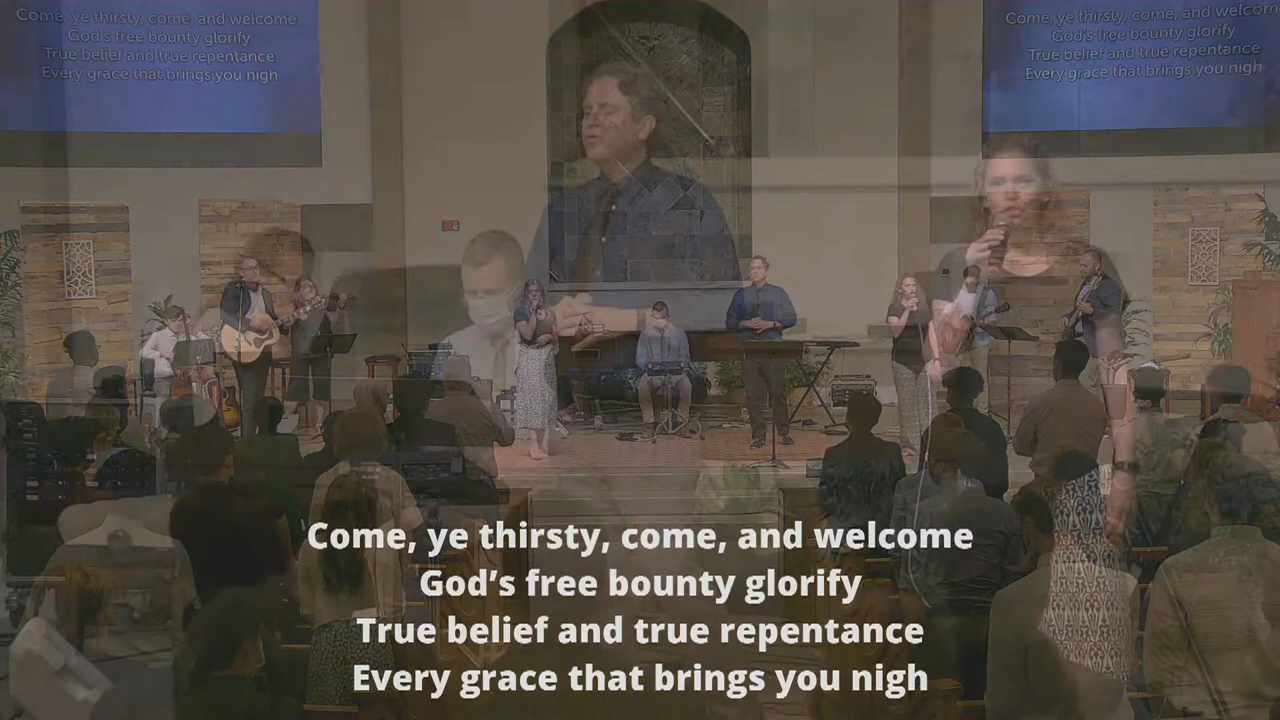 Come, ye thirsty, come, and welcome
God's free bounty glorify
True belief and true repentance
Every grace that brings you nigh
Come, ye thirsty, come, and welcom
God's free bounty glorify
True belief and true repentance
Every grace that brings you nigh
Come, ye thirsty, come, and welcome
God’s free bounty glorify
True belief and true repentance
Every grace that brings you nigh